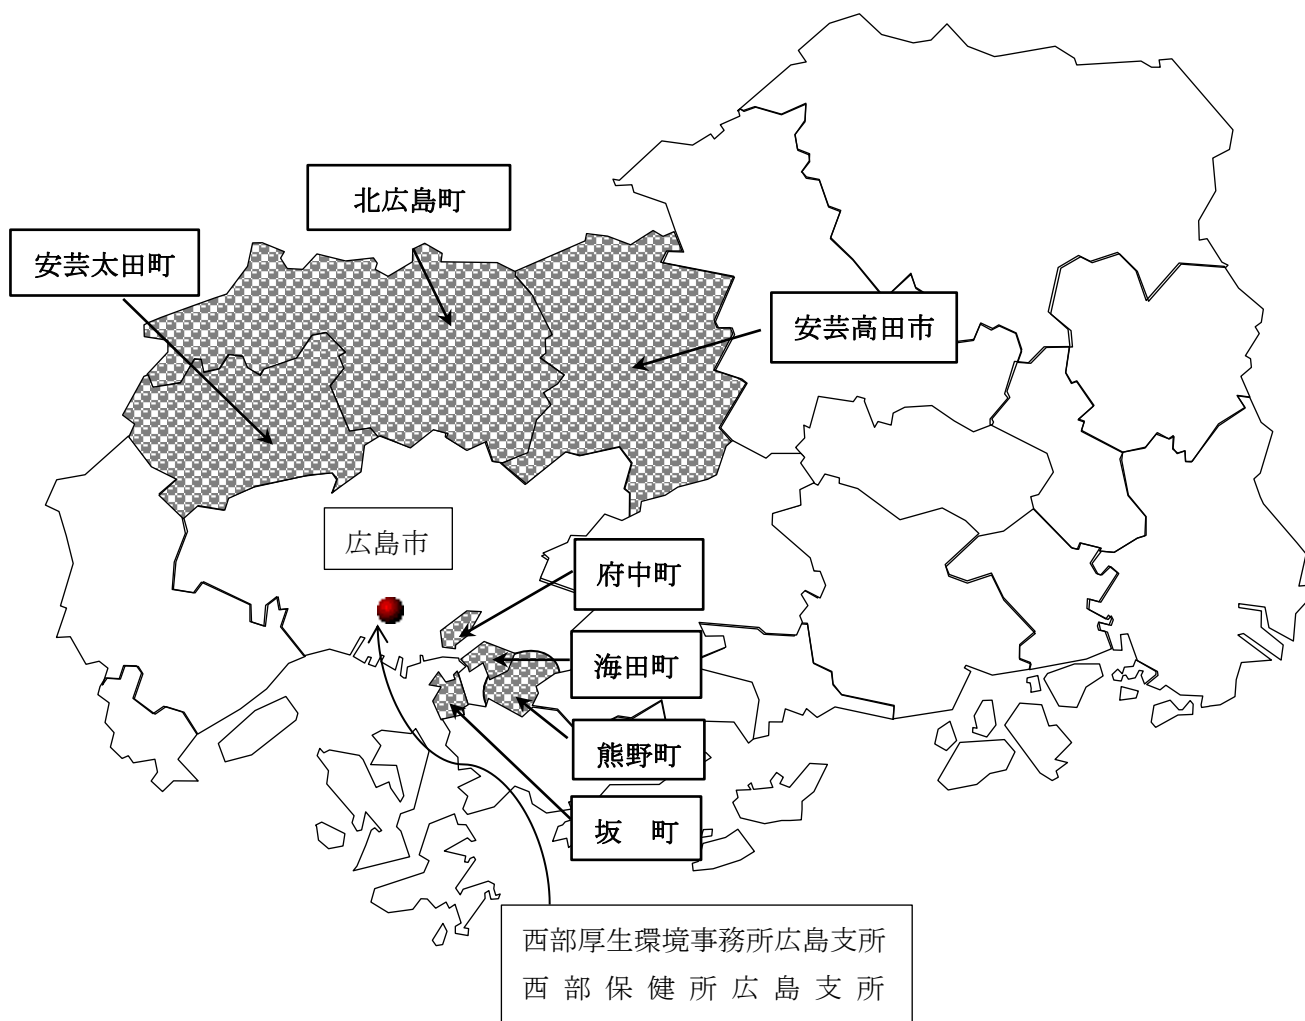 北広島町
安芸太田町
安芸高田市
広島市
府中町
海田町
熊野町
坂　町
西部厚生環境事務所広島支所
西 部 保 健 所 広 島 支 所